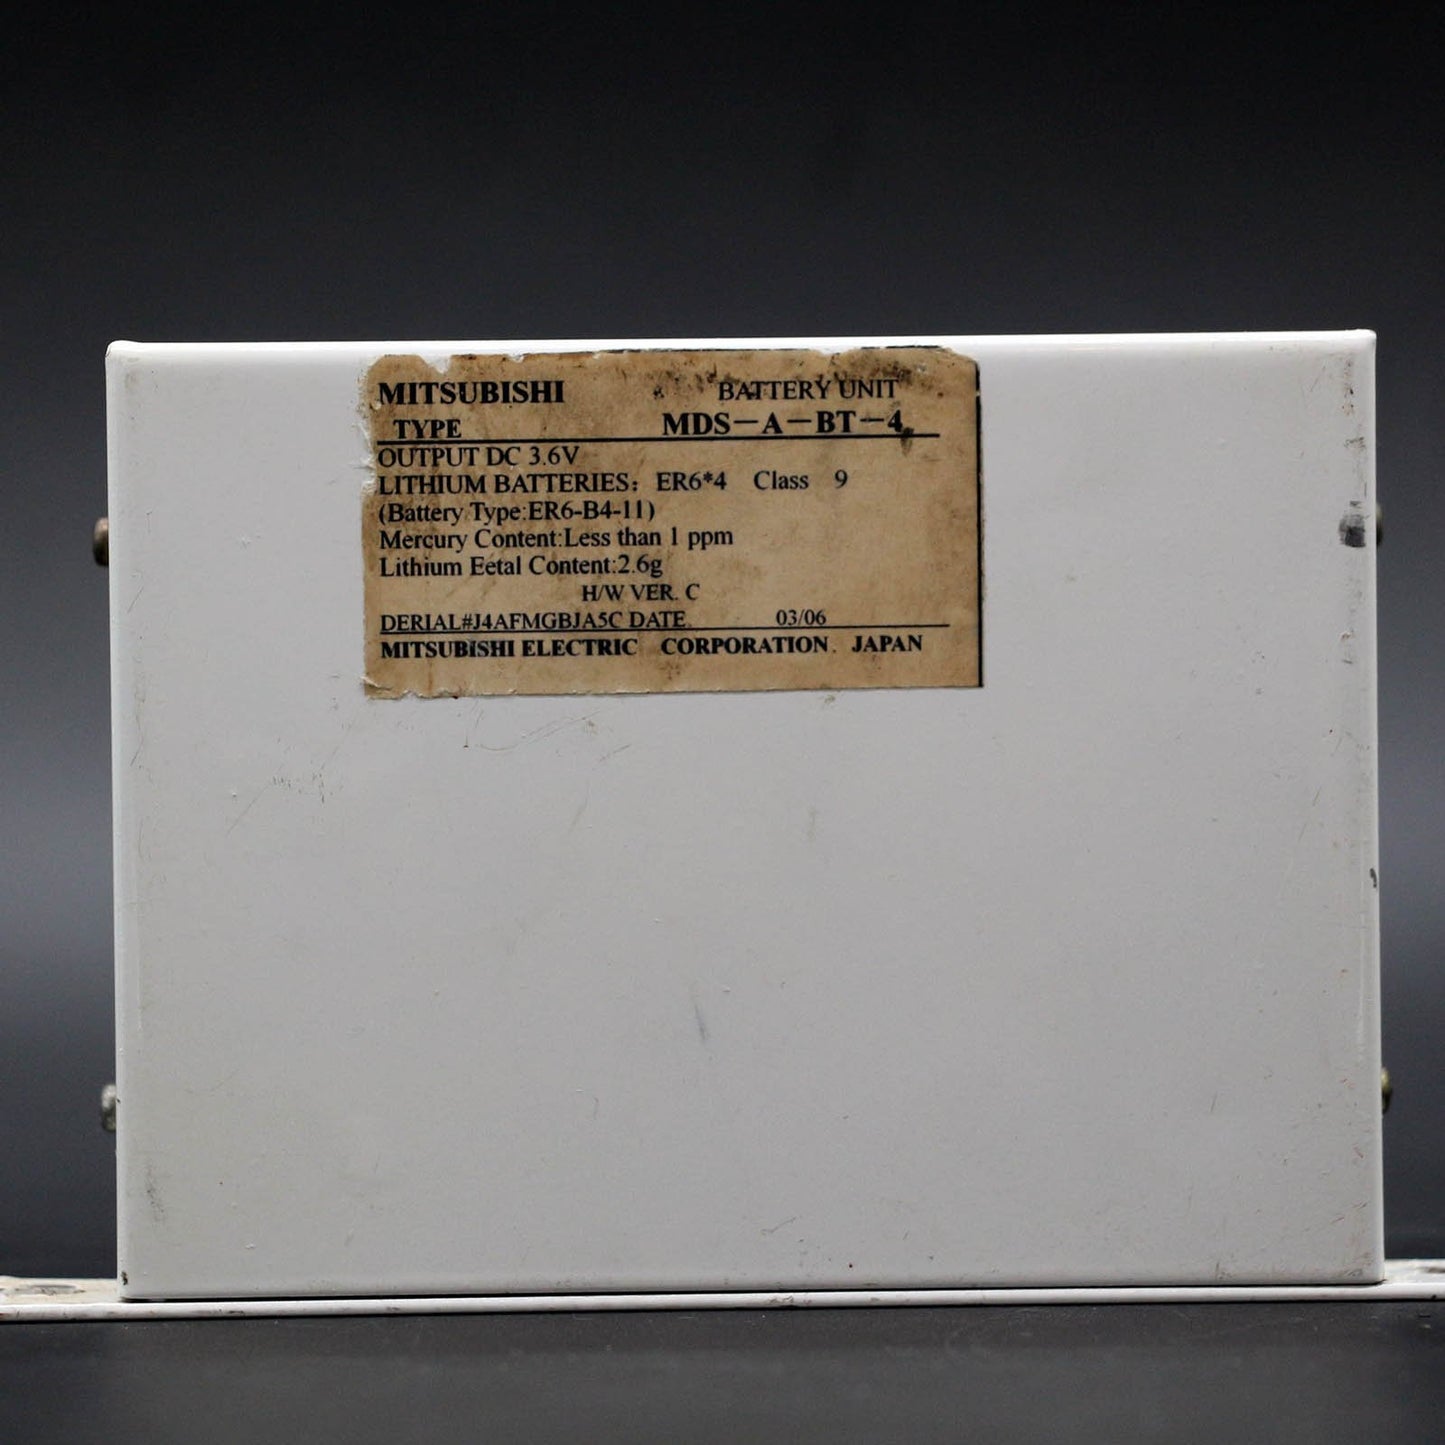 MITSUBISHI BATTERY UNIT
TYPE MDS-A-BT-4
OUTPUT DC 3.6V
LITHIUM BATTERIES: ER6*4 Class 9
(Battery Type:ER6-B4-11)
Mercury Content:Less than 1 ppm
Lithium Eetal Content:2.6g
H/W VER. C
DERIAL#J4AFMGBJA5C DATE 03/06
MITSUBISHI ELECTRIC CORPORATION JAPAN